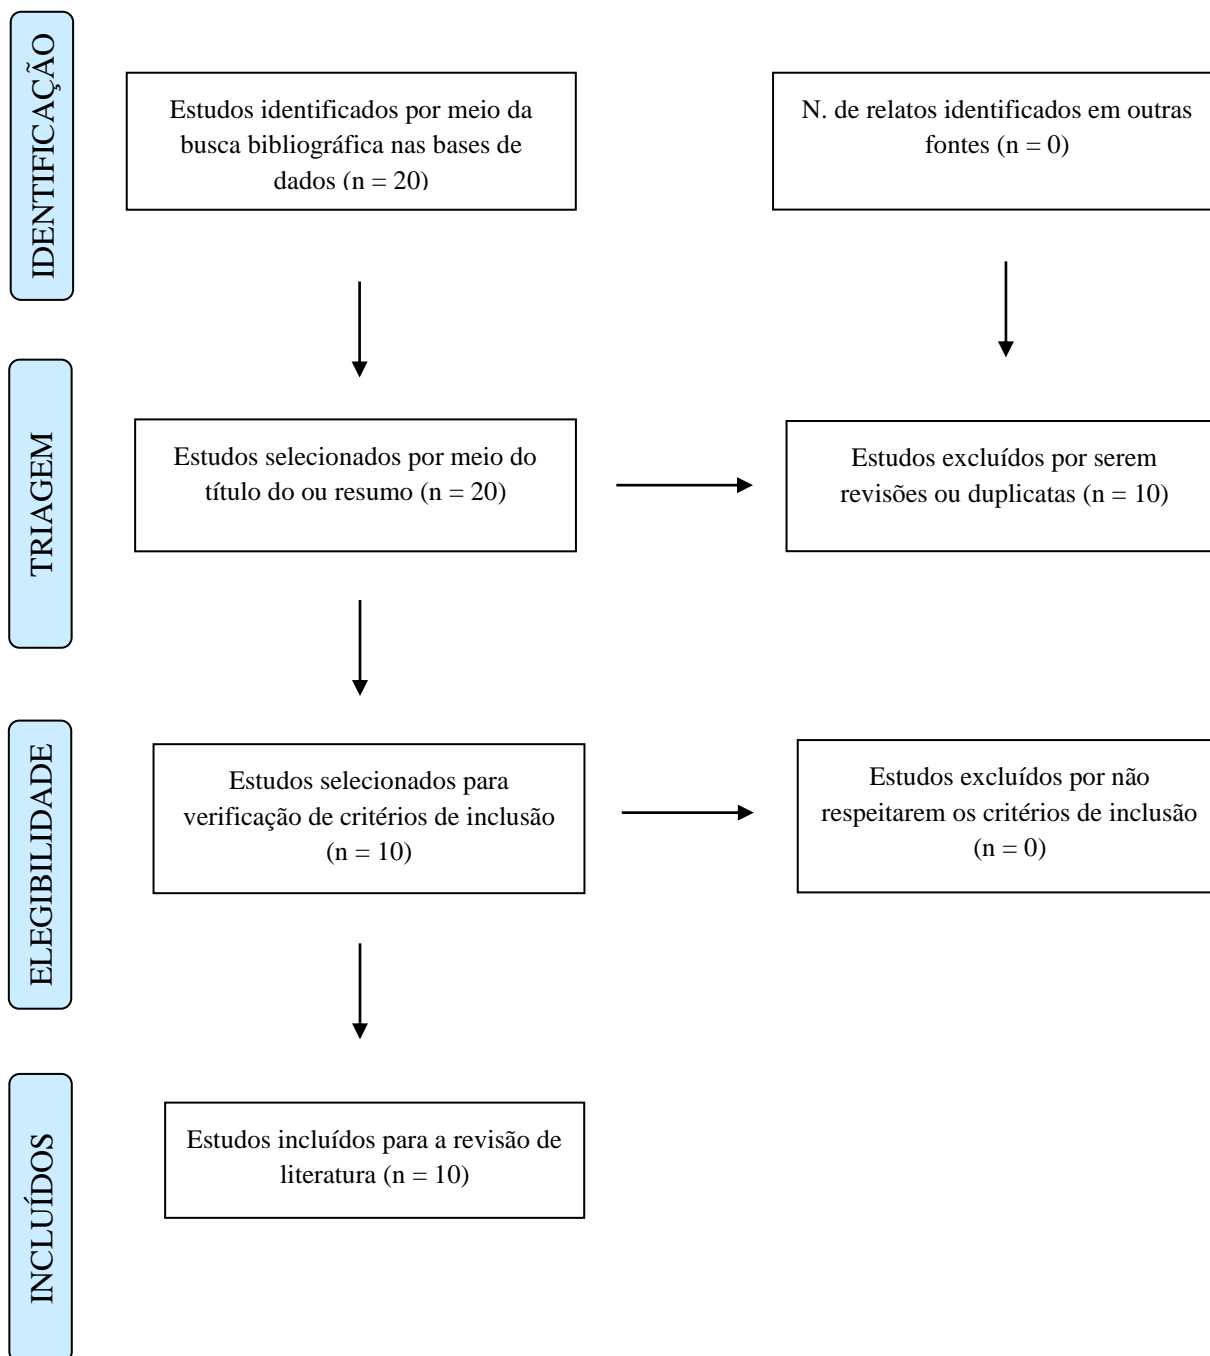 IDENTIFICAÇÃO
Estudos identificados por meio da
busca bibliográfica nas bases de
dados (n = 20)
N. de relatos identificados em outras
fontes (n = 0)
TRIAGEM
Estudos selecionados por meio do
título do ou resumo (n = 20)
Estudos excluídos por serem
revisões ou duplicatas (n = 10)
ELEGIBILIDADE
Estudos selecionados para
verificação de critérios de inclusão
(n = 10)
Estudos excluídos por não
respeitarem os critérios de inclusão
(n = 0)
INCLUÍDOS
Estudos incluídos para a revisão de
literatura (n = 10)